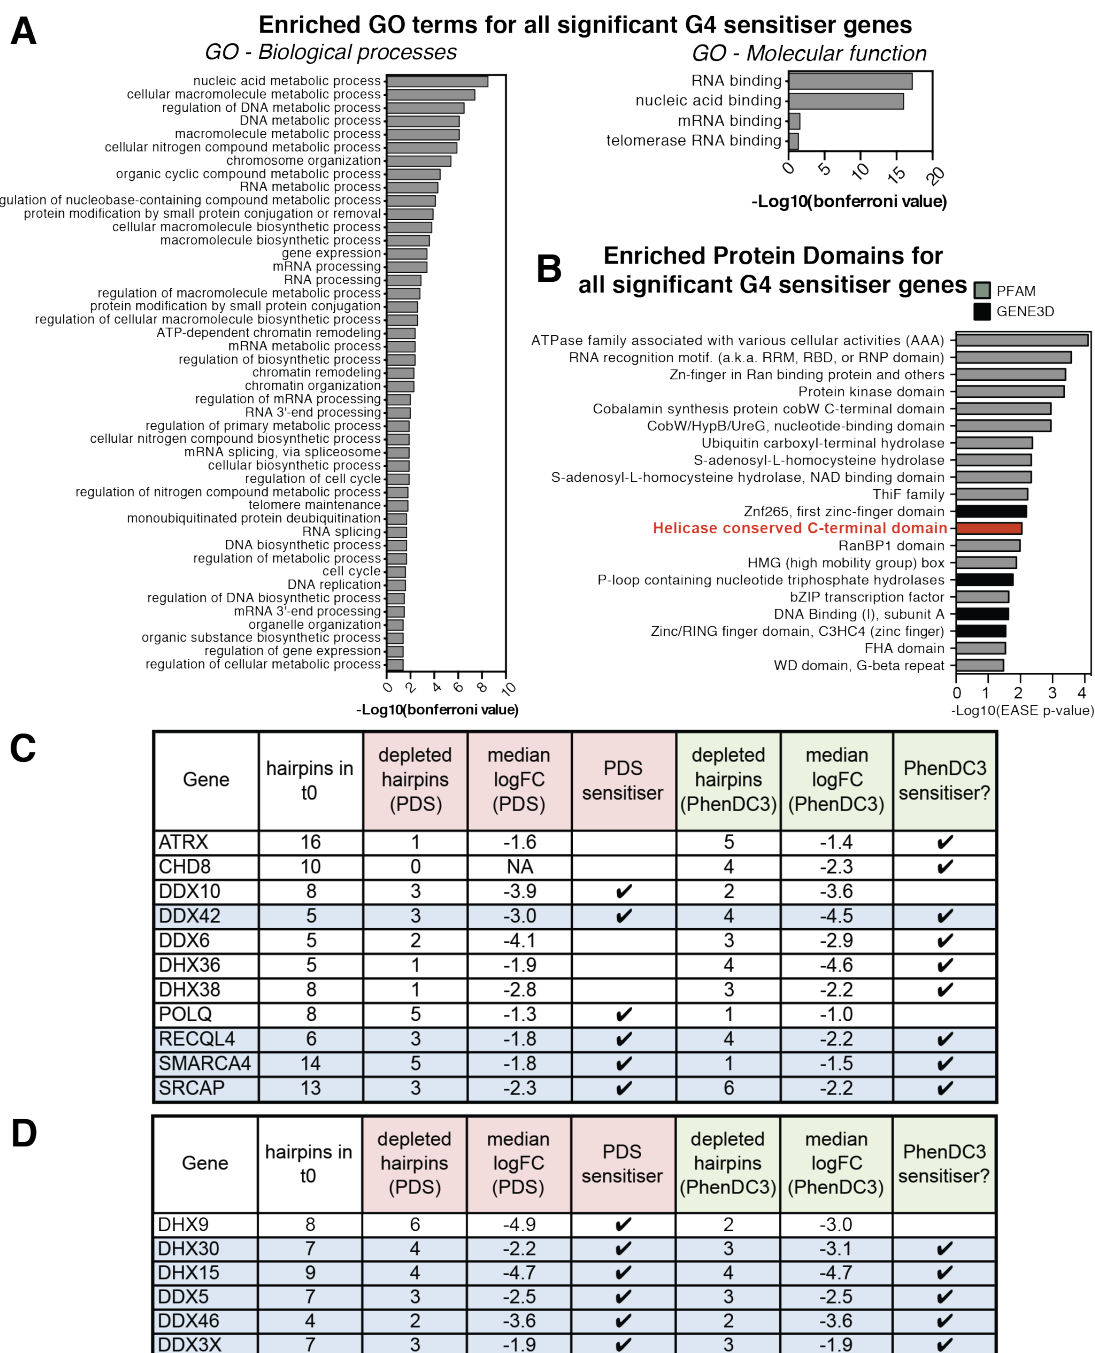 A
Enriched GO terms for all significant G4 sensitiser genes
GO - Biological processes
nucleic acid metabolic process
cellular macromolecule metabolic process
regulation of DNA metabolic process
DNA metabolic process
macromolecule metabolic process
cellular nitrogen compound metabolic process
chromosome organization
organic cyclic compound metabolic process
RNA metabolic process
gulation of nucleobase-containing compound metabolic process
protein modification by small protein conjugation or removal
cellular macromolecule biosynthetic process
macromolecule biosynthetic process
gene expression
mRNA processing
RNA processing
regulation of macromolecule metabolic process
protein modification by small protein conjugation
regulation of cellular macromolecule biosynthetic process
ATP-dependent chromatin remodeling
mRNA metabolic process
regulation of biosynthetic process
chromatin remodeling
chromatin organization
regulation of mRNA processing
RNA 3'-end processing
regulation of primary metabolic process
cellular nitrogen compound biosynthetic process
mRNA splicing, via spliceosome
cellular biosynthetic process
regulation of cell cycle
regulation of nitrogen compound metabolic process
telomere maintenance
monoubiquitinated protein deubiquitination
RNA splicing
DNA biosynthetic process
regulation of metabolic process
cell cycle
DNA replication
regulation of DNA biosynthetic process
mRNA 3'-end processing
organelle organization
organic substance biosynthetic process
regulation of gene expression
regulation of cellular metabolic process
0 2 4 6 8 10
-Log10(bonferroni value)
GO - Molecular function
RNA binding
nucleic acid binding
mRNA binding
telomerase RNA binding
0 5 10 15 20
-Log10(bonferroni value)
B
Enriched Protein Domains for
all significant G4 sensitiser genes
PFAM
GENE3D
ATPase family associated with various cellular activities (AAA)
RNA recognition motif. (a.k.a. RRM, RBD, or RNP domain)
Zn-finger in Ran binding protein and others
Protein kinase domain
Cobalamin synthesis protein cobW C-terminal domain
CobW/HypB/UreG, nucleotide-binding domain
Ubiquitin carboxyl-terminal hydrolase
S-adenosyl-L-homocysteine hydrolase
S-adenosyl-L-homocysteine hydrolase, NAD binding domain
ThiF family
Znf265, first zinc-finger domain
Helicase conserved C-terminal domain
RanBP1 domain
HMG (high mobility group) box
P-loop containing nucleotide triphosphate hydrolases
bZIP transcription factor
DNA Binding (I), subunit A
Zinc/RING finger domain, C3HC4 (zinc finger)
FHA domain
WD domain, G-beta repeat
0 1 2 3 4
-Log10(EASE p-value)
C
Gene hairpins in t0 depleted hairpins (PDS) median logFC (PDS) PDS sensitiser depleted hairpins (PhenDC3) median logFC (PhenDC3) PhenDC3 sensitiser?
ATRX 16 1 -1.6 5 -1.4 ✔
CHD8 10 0 NA 4 -2.3 ✔
DDX10 8 3 -3.9 ✔ 2 -3.6
DDX42 5 3 -3.0 ✔ 4 -4.5 ✔
DDX6 5 2 -4.1 3 -2.9 ✔
DHX36 5 1 -1.9 4 -4.6 ✔
DHX38 8 1 -2.8 3 -2.2 ✔
POLQ 8 5 -1.3 ✔ 1 -1.0
RECQL4 6 3 -1.8 ✔ 4 -2.2 ✔
SMARCA4 14 5 -1.8 ✔ 1 -1.5 ✔
SRCAP 13 3 -2.3 ✔ 6 -2.2 ✔
D
Gene hairpins in t0 depleted hairpins (PDS) median logFC (PDS) PDS sensitiser depleted hairpins (PhenDC3) median logFC (PhenDC3) PhenDC3 sensitiser?
DHX9 8 6 -4.9 ✔ 2 -3.0
DHX30 7 4 -2.2 ✔ 3 -3.1 ✔
DHX15 9 4 -4.7 ✔ 4 -4.7 ✔
DDX5 7 3 -2.5 ✔ 3 -2.5 ✔
DDX46 4 2 -3.6 ✔ 2 -3.6 ✔
DDX3X 7 3 -1.9 ✔ 3 -1.9 ✔